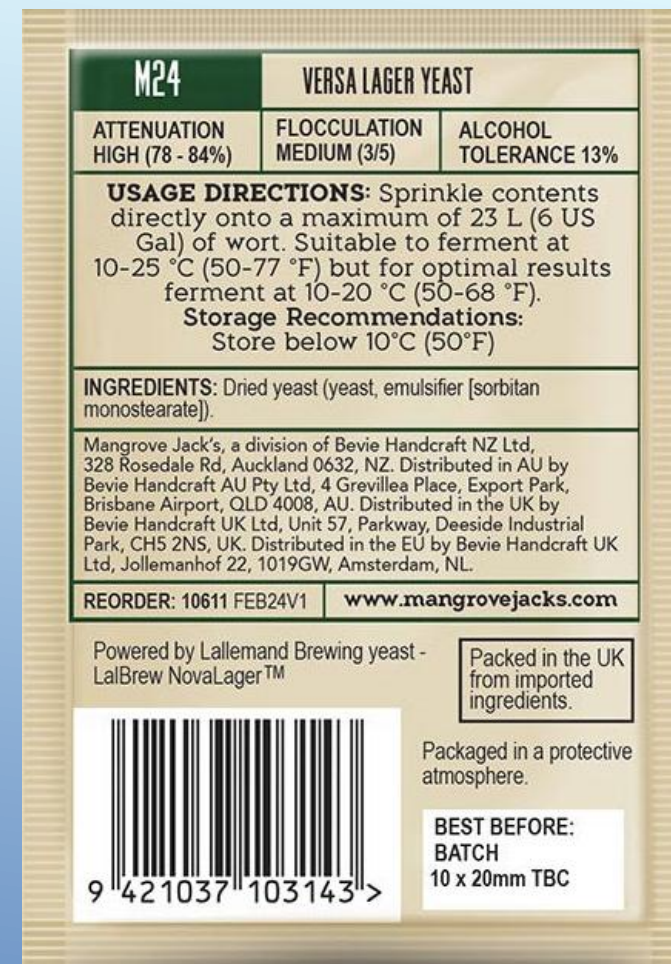 M24 VERSA LAGER YEAST
ATTENUATION
HIGH (78 - 84%)
FLOCCULATION
MEDIUM (3/5)
ALCOHOL
TOLERANCE 13%
USAGE DIRECTIONS: Sprinkle contents
directly onto a maximum of 23 L (6 US
Gal) of wort. Suitable to ferment at
10-25 °C (50-77 °F) but for optimal results
ferment at 10-20 °C (50-68 °F).
Storage Recommendations:
Store below 10°C (50°F)
INGREDIENTS: Dried yeast (yeast, emulsifier [sorbitan
monostearate]).
Mangrove Jack's, a division of Bevie Handcraft NZ Ltd,
328 Rosedale Rd, Auckland 0632, NZ. Distributed in AU by
Bevie Handcraft AU Pty Ltd, 4 Grevillea Place, Export Park,
Brisbane Airport, QLD 4008, AU. Distributed in the UK by
Bevie Handcraft UK Ltd, Unit 57, Parkway, Deeside Industrial
Park, CH5 2NS, UK. Distributed in the EU by Bevie Handcraft UK
Ltd, Jollemanhof 22, 1019GW, Amsterdam, NL.
REORDER: 10611 FEB24V1 www.mangrovejacks.com
Powered by Lallemand Brewing yeast -
LalBrew NovaLager™
Packed in the UK
from imported
ingredients.
Packaged in a protective
atmosphere.
BEST BEFORE:
BATCH
10 x 20mm TBC
9 421037 103143 >